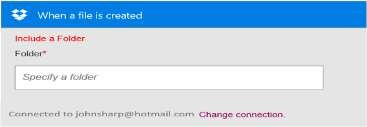 When a file is created
Include a Folder
Folder*
Specify a folder
Connected to johnsharp@hotmail.com Change connection.